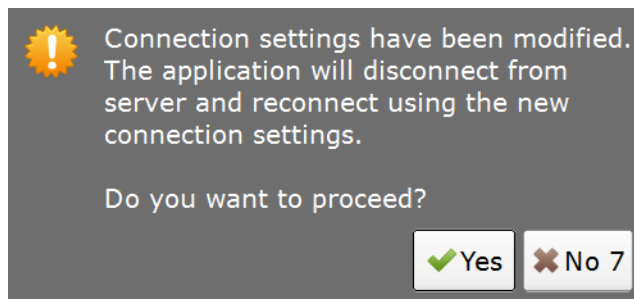 Connection settings have been modified.
The application will disconnect from
server and reconnect using the new
connection settings.
Do you want to proceed?
Yes No 7